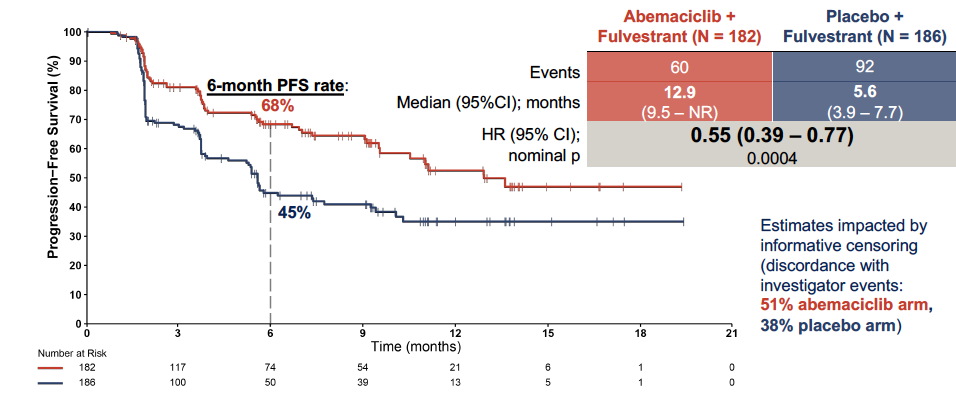 Abemaciclib +
Fulvestrant (N = 182)
Placebo +
Fulvestrant (N = 186)
Events
60
92
Median (95%CI); months
12.9
(9.5 – NR)
5.6
(3.9 – 7.7)
HR (95% CI);
nominal p
0.55 (0.39 – 0.77)
0.0004
Progression–Free Survival (%)
100
90
80
70
60
50
40
30
20
10
0
6-month PFS rate:
68%
45%
0 3 6 9 12 15 18 21
Time (months)
Estimates impacted by
informative censoring
(discordance with
investigator events:
51% abemaciclib arm,
38% placebo arm)
Number at Risk
182 117 74 54 21 6 1 0
186 100 50 39 13 5 1 0